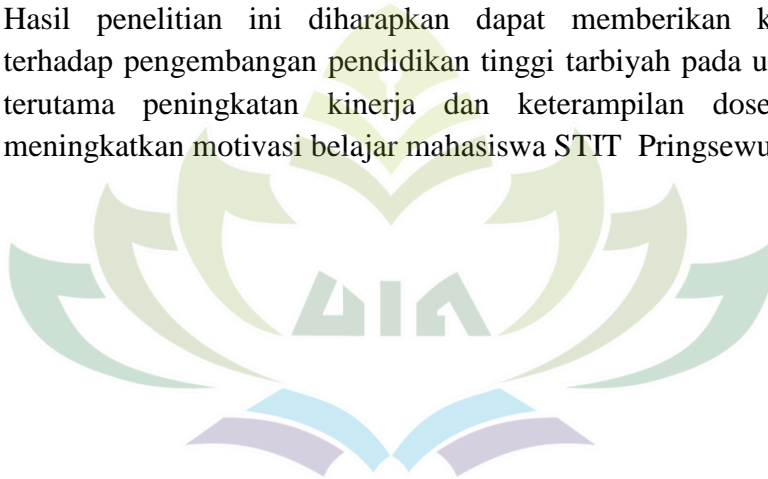 Hasil penelitian ini diharapkan dapat memberikan k
terhadap pengembangan pendidikan tinggi tarbiyah pada u
terutama peningkatan kinerja dan keterampilan dose
meningkatkan motivasi belajar mahasiswa STIT Pringsewu
UIN